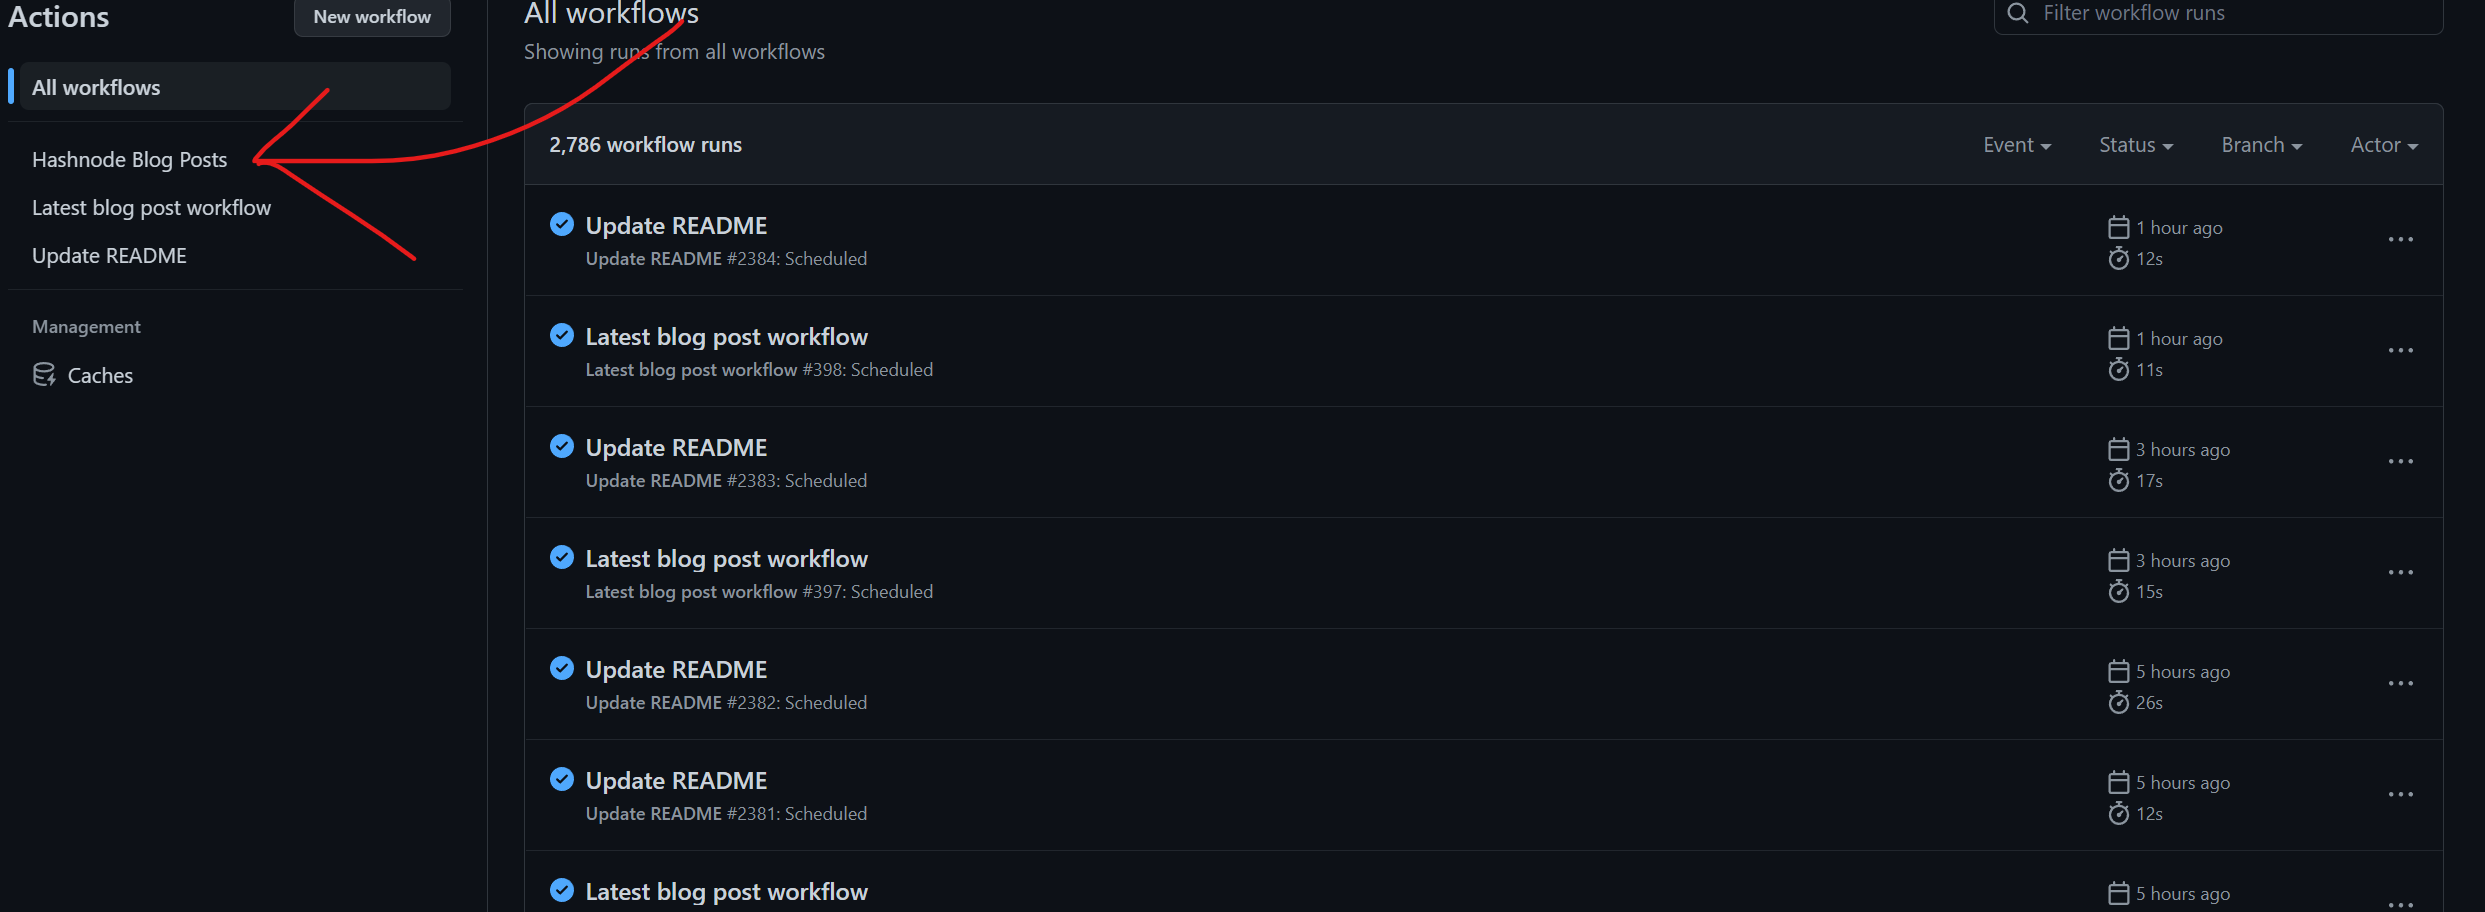 Actions
New workflow
All workflows
Hashnode Blog Posts
Latest blog post workflow
Update README
Management
Caches
All workflows
Showing runs from all workflows
Filter workflow runs
2,786 workflow runs
Event
Status
Branch
Actor
Update README
Update README #2384: Scheduled
1 hour ago
12s
Latest blog post workflow
Latest blog post workflow #398: Scheduled
1 hour ago
11s
Update README
Update README #2383: Scheduled
3 hours ago
17s
Latest blog post workflow
Latest blog post workflow #397: Scheduled
3 hours ago
15s
Update README
Update README #2382: Scheduled
5 hours ago
26s
Update README
Update README #2381: Scheduled
5 hours ago
12s
Latest blog post workflow
5 hours ago